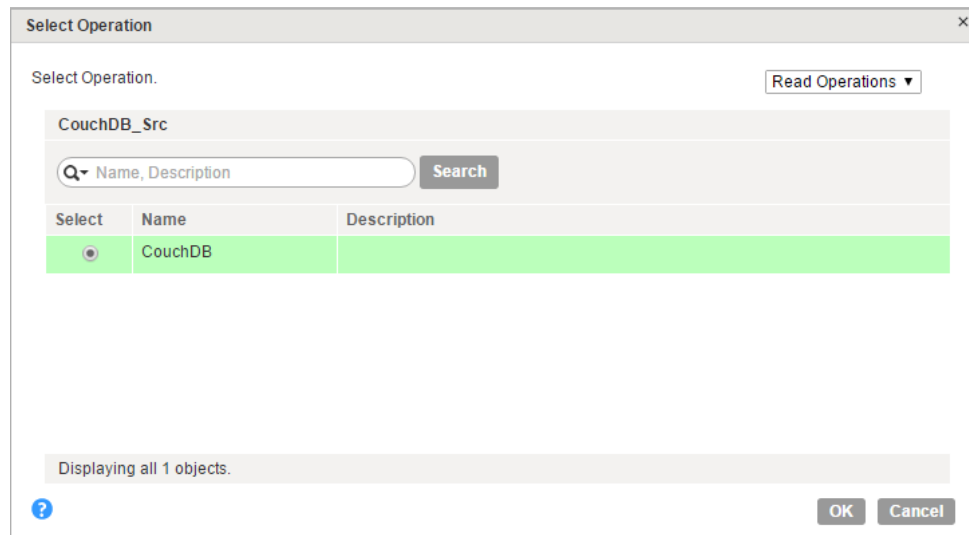 Select Operation
×
Select Operation.
Read Operations ▼
CouchDB_Src
Name, Description
Search
Select Name Description
CouchDB
Displaying all 1 objects.
?
OK Cancel